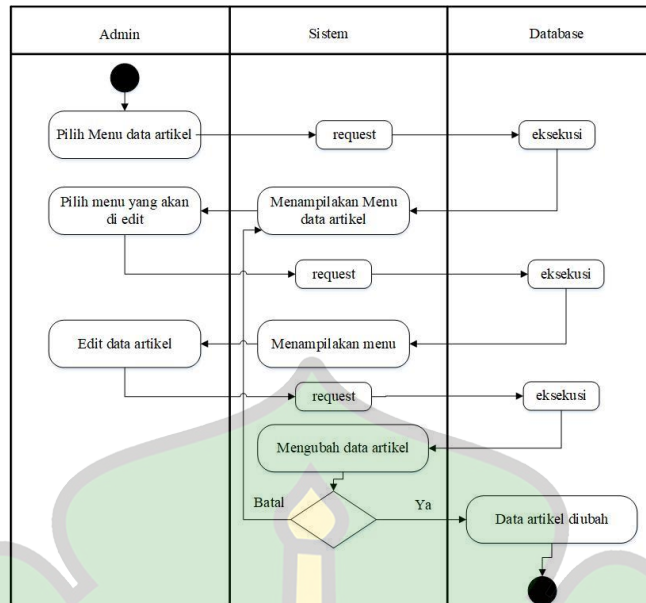 Admin
Sistem
Database
Pilih Menu data artikel
request
eksekusi
Pilih menu yang akan
di edit
Menampilakan Menu
data artikel
request
eksekusi
Edit data artikel
Menampilakan menu
request
eksekusi
Mengubah data artikel
Batal
Ya
Data artikel diubah